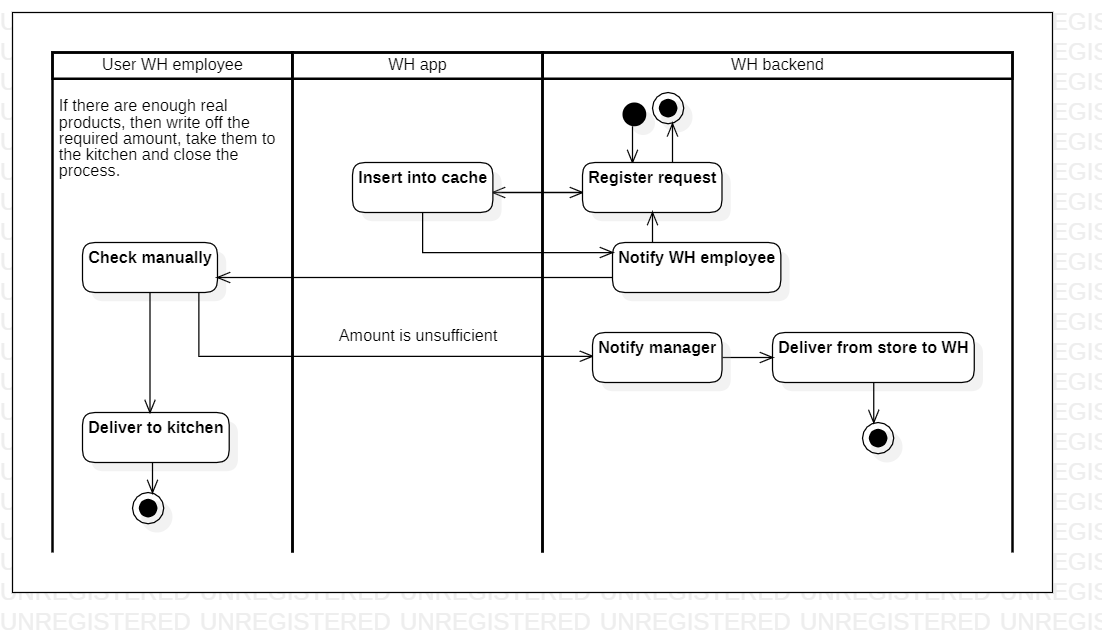 User WH employee
WH app
WH backend
If there are enough real
products, then write off the
required amount, take them to
the kitchen and close the
process.
Insert into cache
Register request
Check manually
Notify WH employee
Amount is unsufficient
Notify manager
Deliver from store to WH
Deliver to kitchen
UNREGISTERED UNREGISTERED UNREGISTERED UNREGISTERED UNREGISTERED